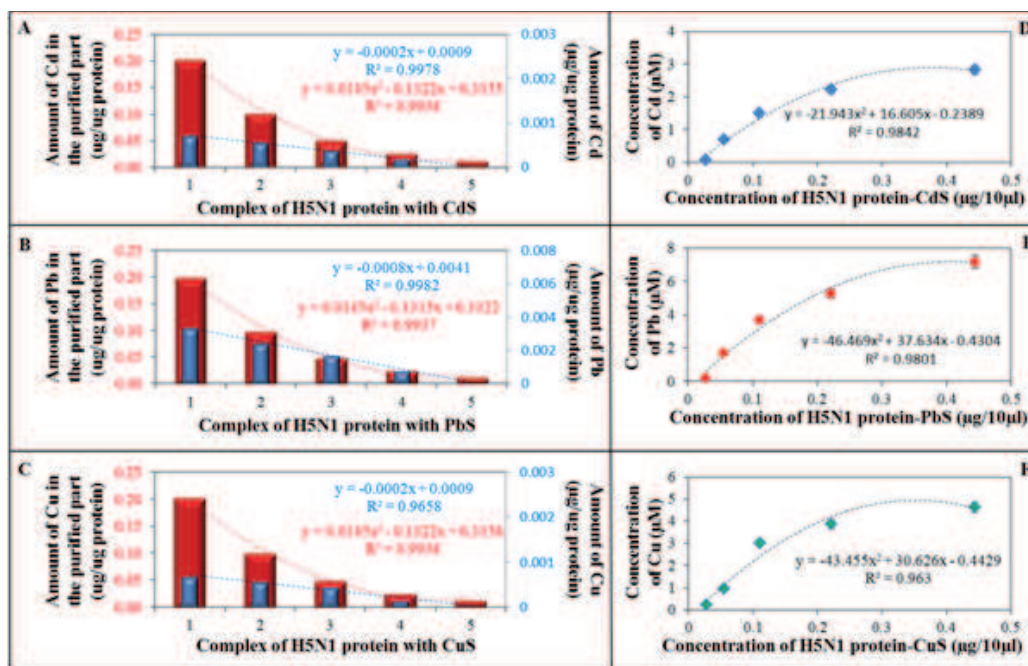 A
Amount of Cd in
the purified part
(ug/ug protein)
0.25
0.20
0.15
0.10
0.05
0.00
y = -0.0002x + 0.0009
R² = 0.9978
0.003
0.002
0.001
0
Amount of Cd
(µg/ug protein)
1 2 3 4 5
Complex of H5N1 protein with CdS
D
Concentration
of Cd (µM)
4
3
2
1
0
y = -21.943x² + 16.605x - 0.2389
R² = 0.9842
0 0.1 0.2 0.3 0.4 0.5
Concentration of H5N1 protein-CdS (µg/10µl)
B
Amount of Pb in
the purified part
(ug/ug protein)
0.25
0.20
0.15
0.10
0.05
0.00
y = -0.0008x + 0.0041
R² = 0.9982
0.008
0.006
0.004
0.002
0
Amount of Pb
(µg/ug protein)
1 2 3 4 5
Complex of H5N1 protein with PbS
Concentration
of Pb (µM)
8
6
4
2
0
y = -46.469x² + 37.634x - 0.4304
R² = 0.9801
0 0.1 0.2 0.3 0.4 0.5
Concentration of H5N1 protein-PbS (µg/10µl)
C
Amount of Cu in
the purified part
(ug/ug protein)
0.25
0.20
0.15
0.10
0.05
0.00
y = -0.0002x + 0.0009
R² = 0.9658
0.003
0.002
0.001
0
Amount of Cu
(µg/ug protein)
1 2 3 4 5
Complex of H5N1 protein with CuS
Concentration
of Cu (µM)
6
5
4
3
2
1
0
y = -43.455x² + 30.626x - 0.4429
R² = 0.963
0 0.1 0.2 0.3 0.4 0.5
Concentration of H5N1 protein-CuS (µg/10µl)